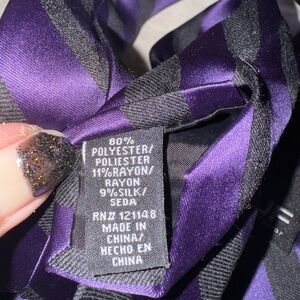 80%
POLYESTER/
POLIESTER
11% RAYON/
RAYON
9% SILK/
SEDA
RN# 121148
MADE IN
CHINA/
HECHO EN
CHINA